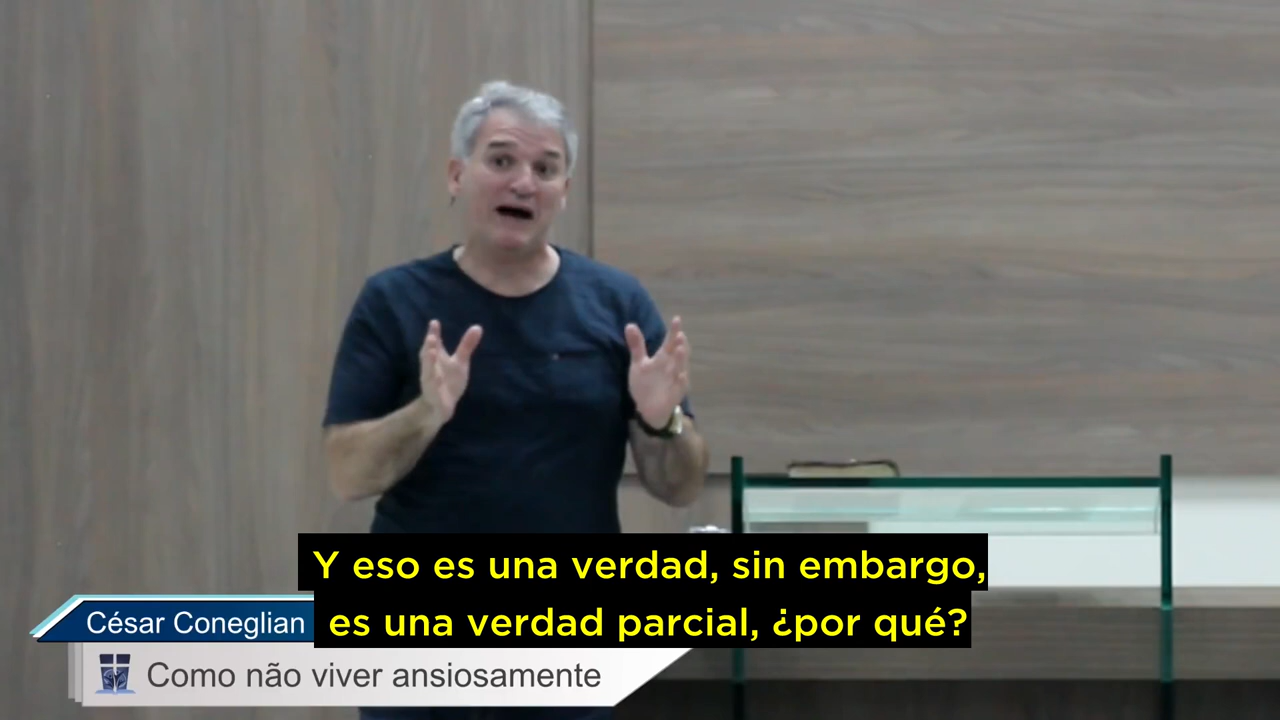 Y eso es una verdad, sin embargo,
es una verdad parcial, ¿por qué?
César Coneglian
Como não viver ansiosamente